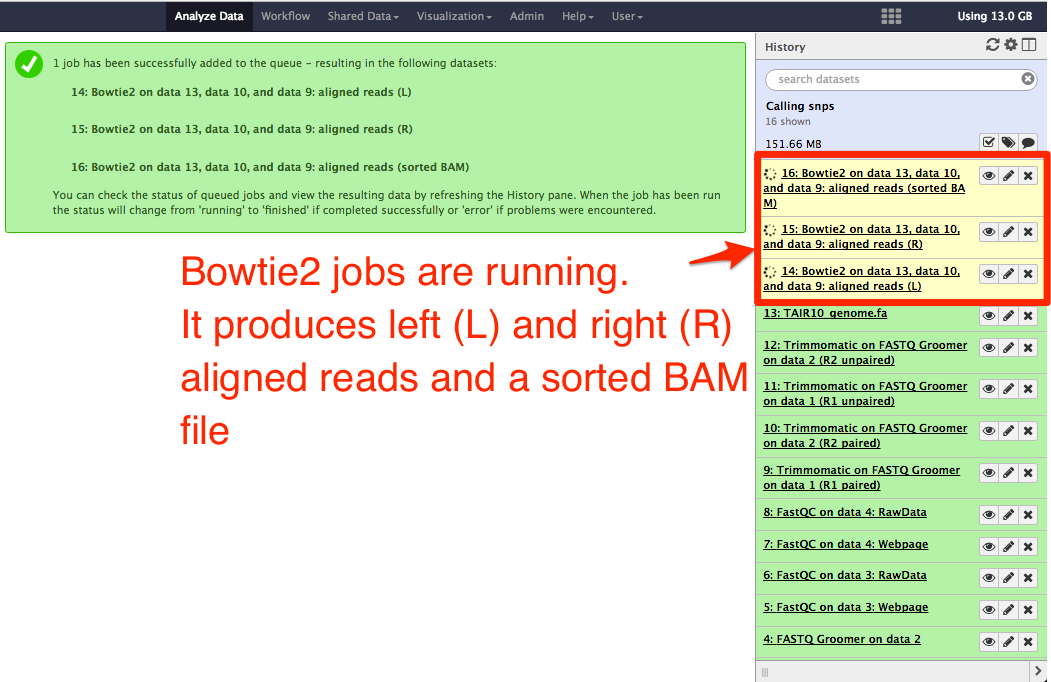 Analyze Data Workflow Shared Data Visualization Admin Help User Using 13.0 GB
1 job has been successfully added to the queue – resulting in the following datasets:
14: Bowtie2 on data 13, data 10, and data 9: aligned reads (L)
15: Bowtie2 on data 13, data 10, and data 9: aligned reads (R)
16: Bowtie2 on data 13, data 10, and data 9: aligned reads (sorted BAM)
You can check the status of queued jobs and view the resulting data by refreshing the History pane. When the job has been run
the status will change from 'running' to 'finished' if completed successfully or 'error' if problems were encountered.
Bowtie2 jobs are running.
It produces left (L) and right (R)
aligned reads and a sorted BAM
file
History
search datasets
Calling snps
16 shown
151.66 MB
16: Bowtie2 on data 13, data 10,
and data 9: aligned reads (sorted BA
M)
15: Bowtie2 on data 13, data 10,
and data 9: aligned reads (R)
14: Bowtie2 on data 13, data 10,
and data 9: aligned reads (L)
13: TAIR10_genome.fa
12: Trimmomatic on FASTQ Groomer
on data 2 (R2 unpaired)
11: Trimmomatic on FASTQ Groomer
on data 1 (R1 unpaired)
10: Trimmomatic on FASTQ Groomer
on data 2 (R2 paired)
9: Trimmomatic on FASTQ Groomer
on data 1 (R1 paired)
8: FastQC on data 4: RawData
7: FastQC on data 4: Webpage
6: FastQC on data 3: RawData
5: FastQC on data 3: Webpage
4: FASTQ Groomer on data 2